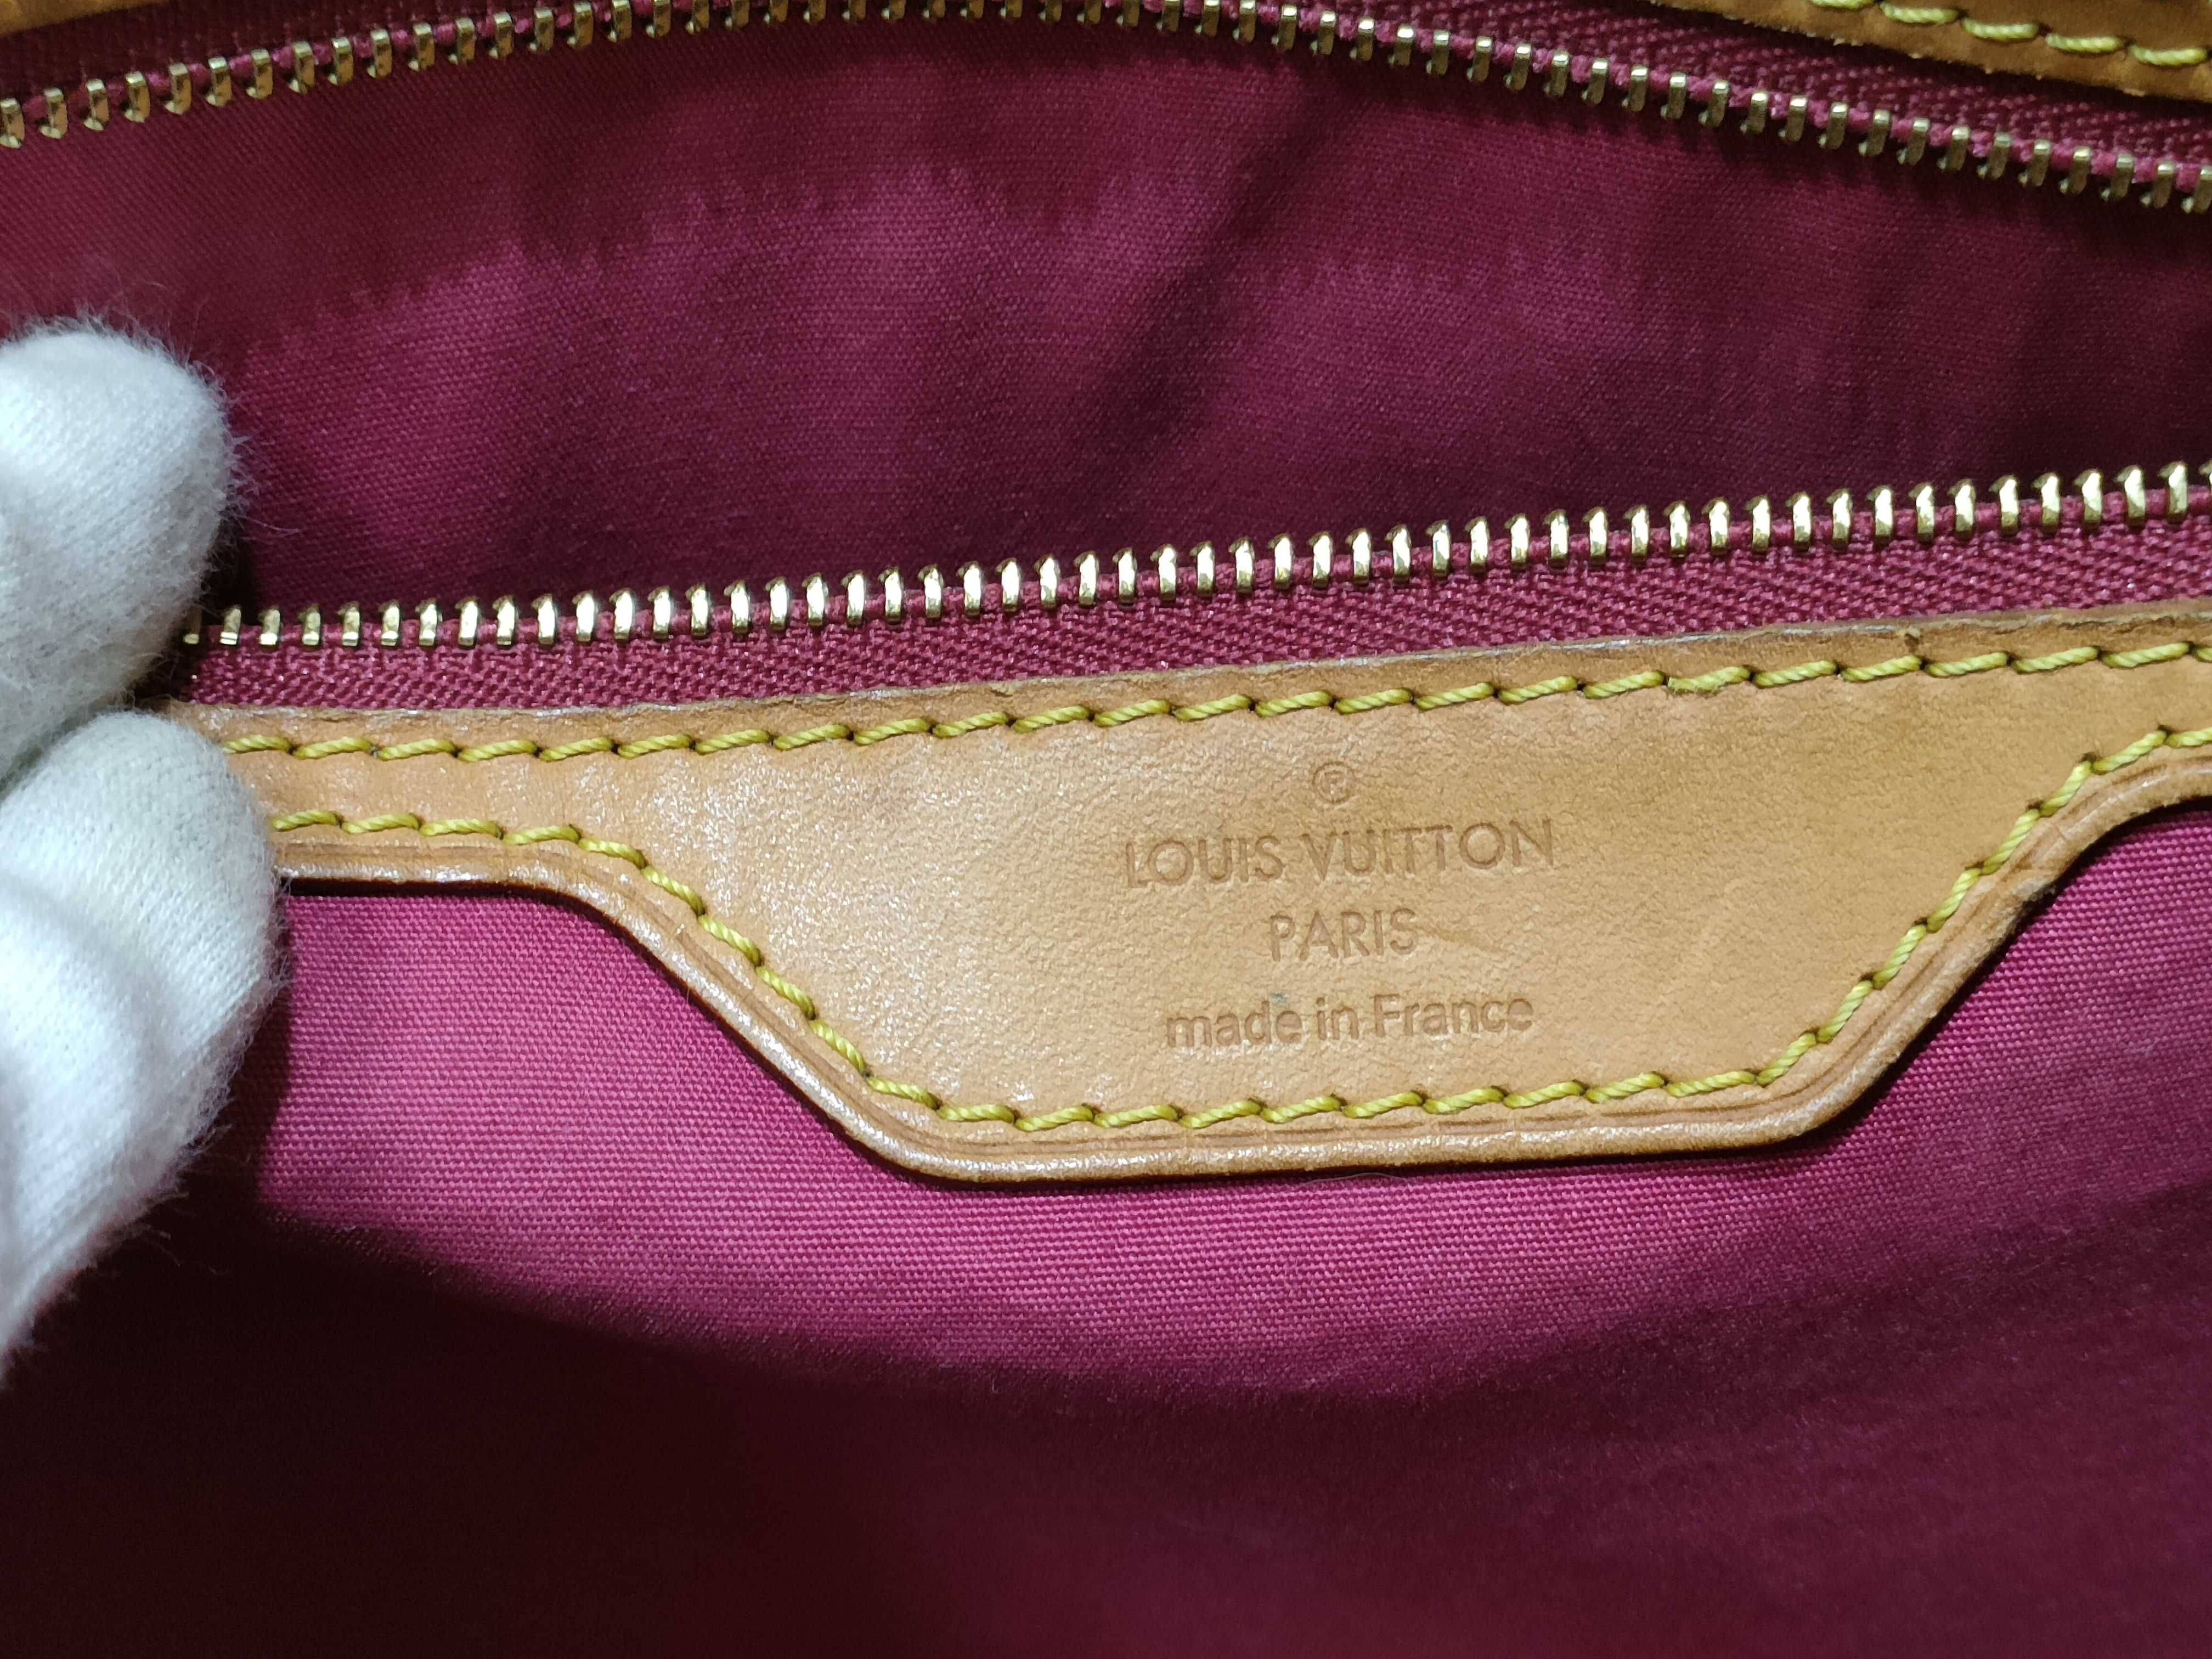 ®
LOUIS VUITTON
PARIS
made in France